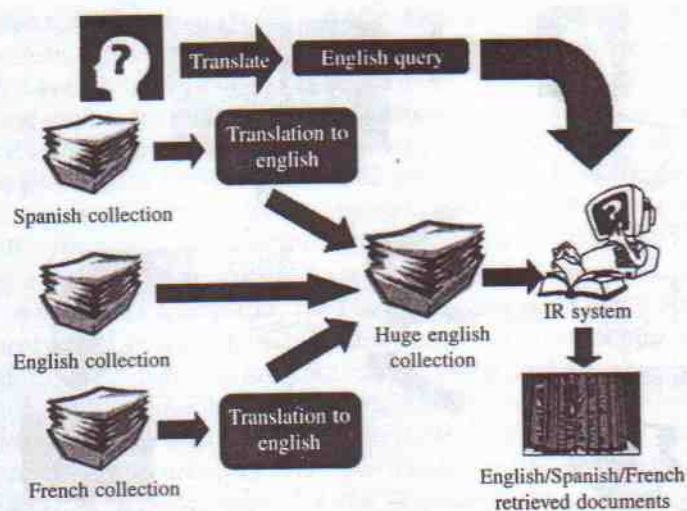 ?
Translate
English query
Translation to
english
Spanish collection
?
IR system
English collection
Huge english
collection
Translation to
english
French collection
English/Spanish/French
retrieved documents